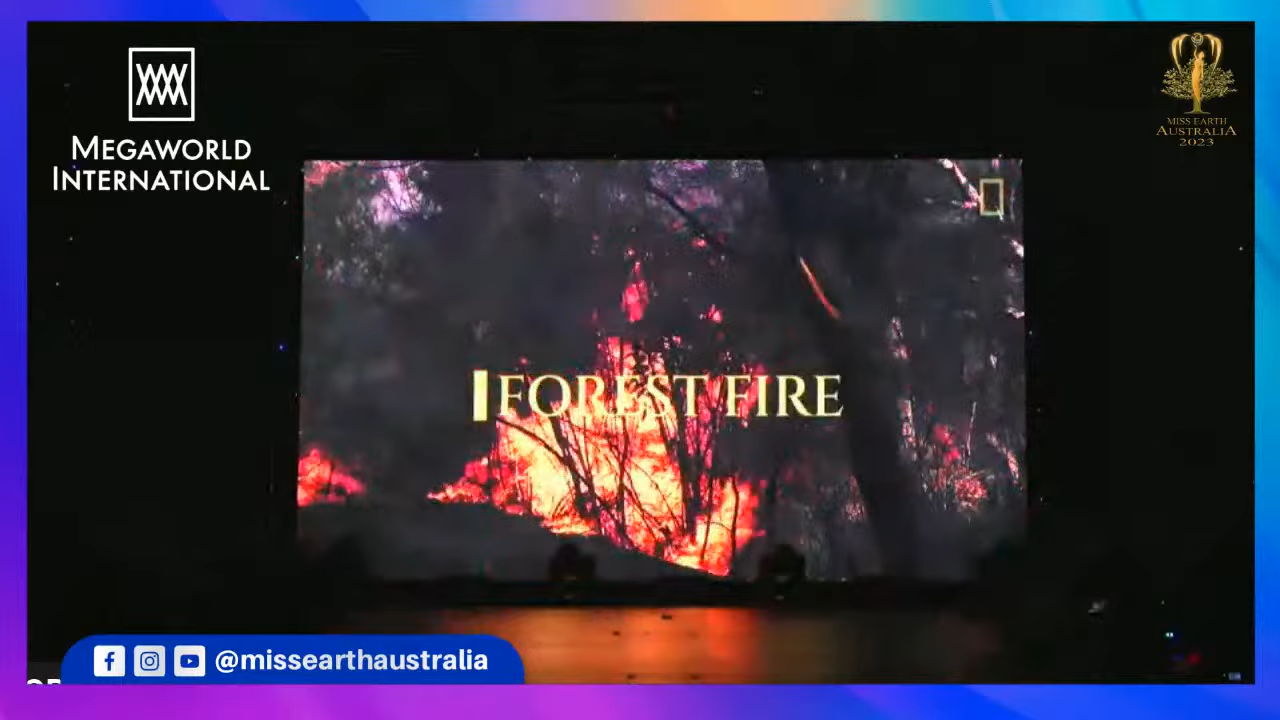 MEGAWORLD
INTERNATIONAL
MISS EARTH
AUSTRALIA
2023
FOREST FIRE
@missearthaustralia